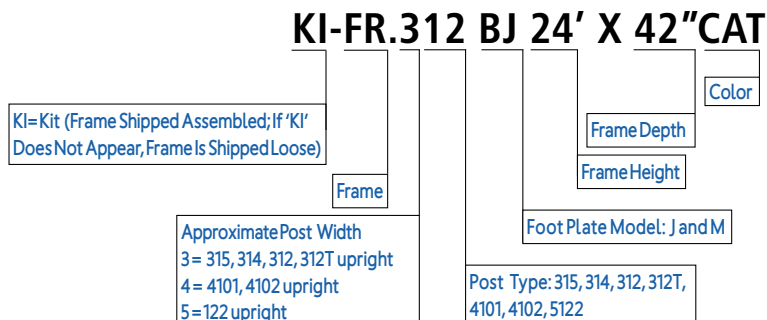 KI-FR.312 BJ 24′ X 42″CAT
Color
KI=Kit (Frame Shipped Assembled; If ‘KI’
Does Not Appear, Frame Is Shipped Loose)
Frame Depth
Frame Height
Frame
Approximate Post Width
3 = 315, 314, 312, 312T upright
4 = 4101, 4102 upright
5 = 122 upright
Foot Plate Model: J and M
Post Type: 315, 314, 312, 312T,
4101, 4102, 5122